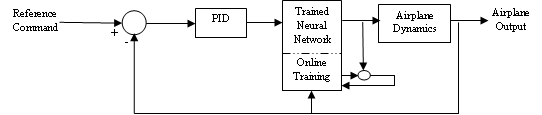 Reference
Command
+
-
PID
Trained
Neural
Network
Online
Training
Airplane
Dynamics
Airplane
Output